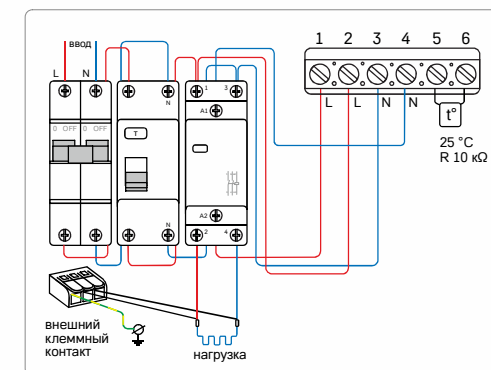 ввод
L N
0 OFF 0 OFF
T
N
N
1 3
A1
A2
2 4
1 2 3 4 5 6
L L N N
t°
25 °C
R 10 кΩ
внешний
клеммный
контакт
нагрузка